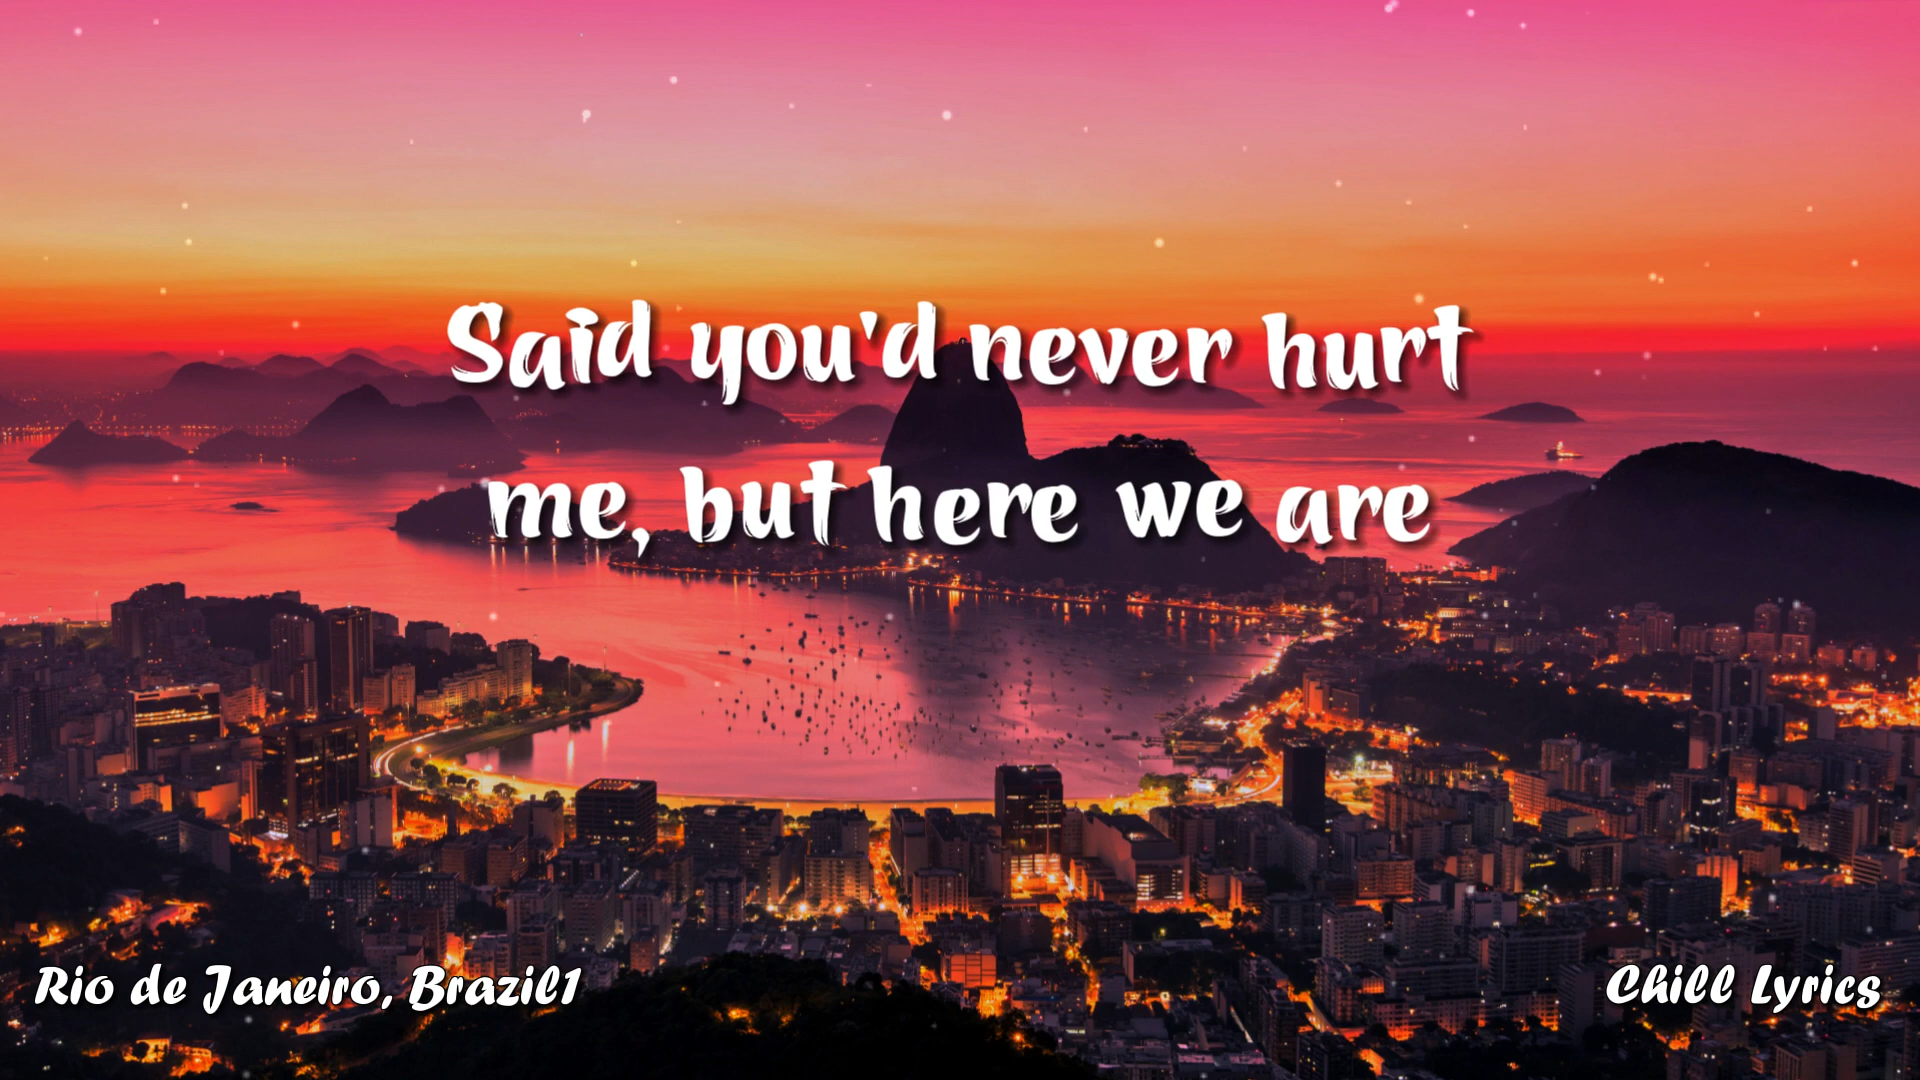 Said you'd never hurt
me, but here we are
Rio de Janeiro, Brazil1
Chill Lyrics